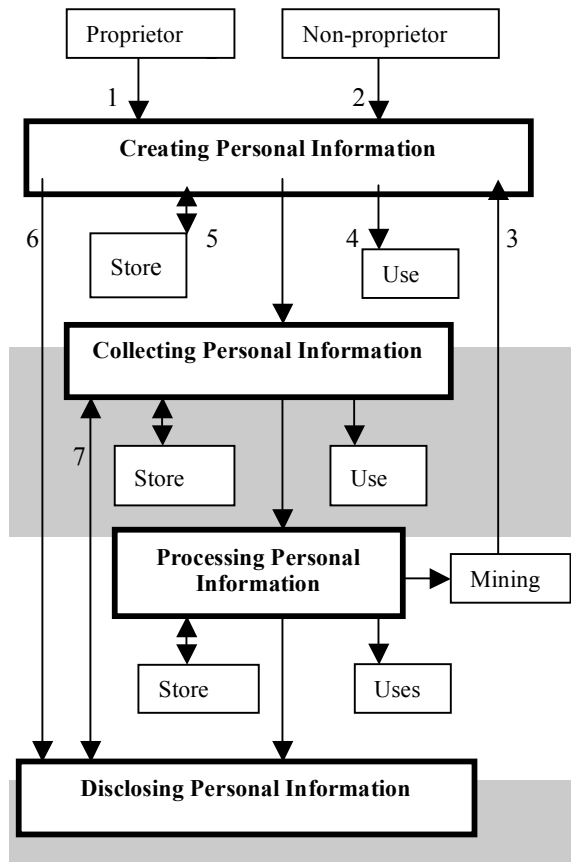 Proprietor
Non-proprietor
1
2
Creating Personal Information
6
5
4
3
Store
Use
Collecting Personal Information
7
Store
Use
Processing Personal
Information
Mining
Store
Uses
Disclosing Personal Information